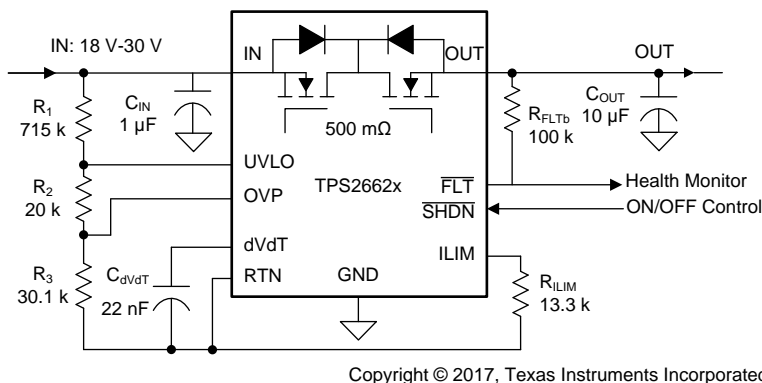 IN: 18 V-30 V
IN
OUT
OUT
R1
715 k
CIN
1 µF
500 mΩ
RFLTb
100 k
COUT
10 µF
UVLO
R2
20 k
OVP
TPS2662x
FLT
Health Monitor
SHDN
ON/OFF Control
dVdT
ILIM
R3
30.1 k
CdVdT
22 nF
RTN
GND
RILIM
13.3 k
Copyright © 2017, Texas Instruments Incorporated